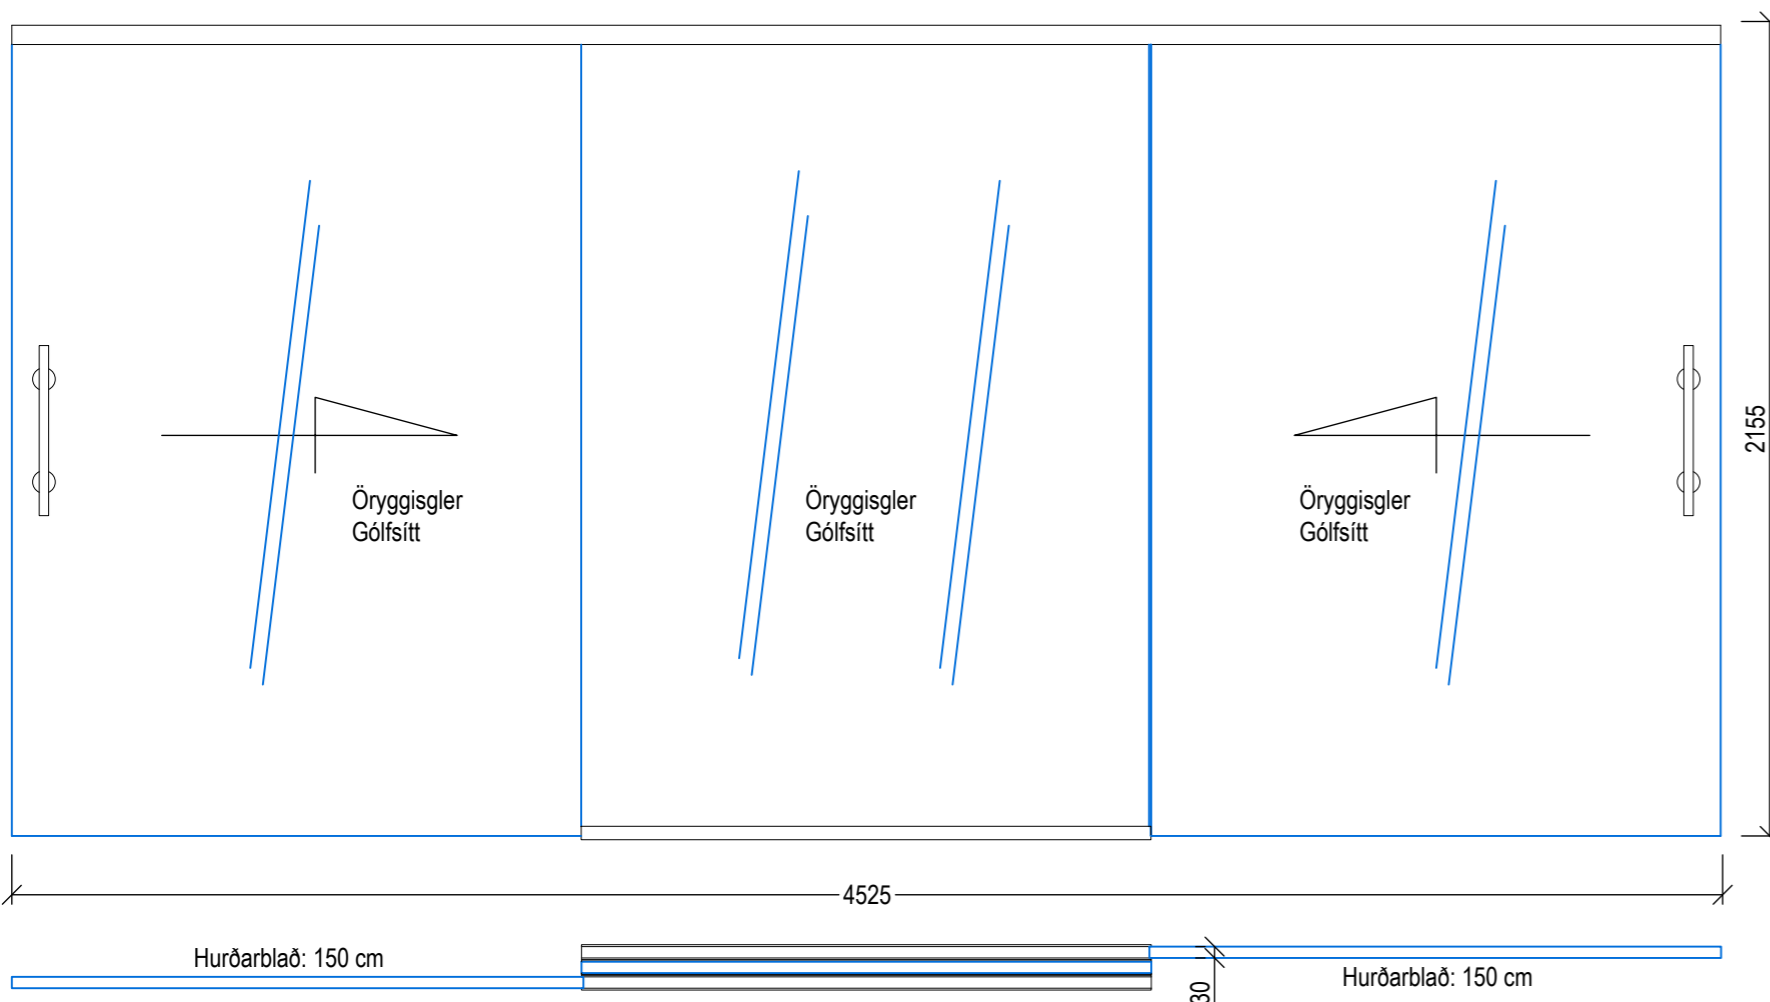 Öryggisgler
Gólfsítt
Öryggisgler
Gólfsítt
Öryggisgler
Gólfsítt
2155
4525
Hurðarblað: 150 cm
30
Hurðarblað: 150 cm